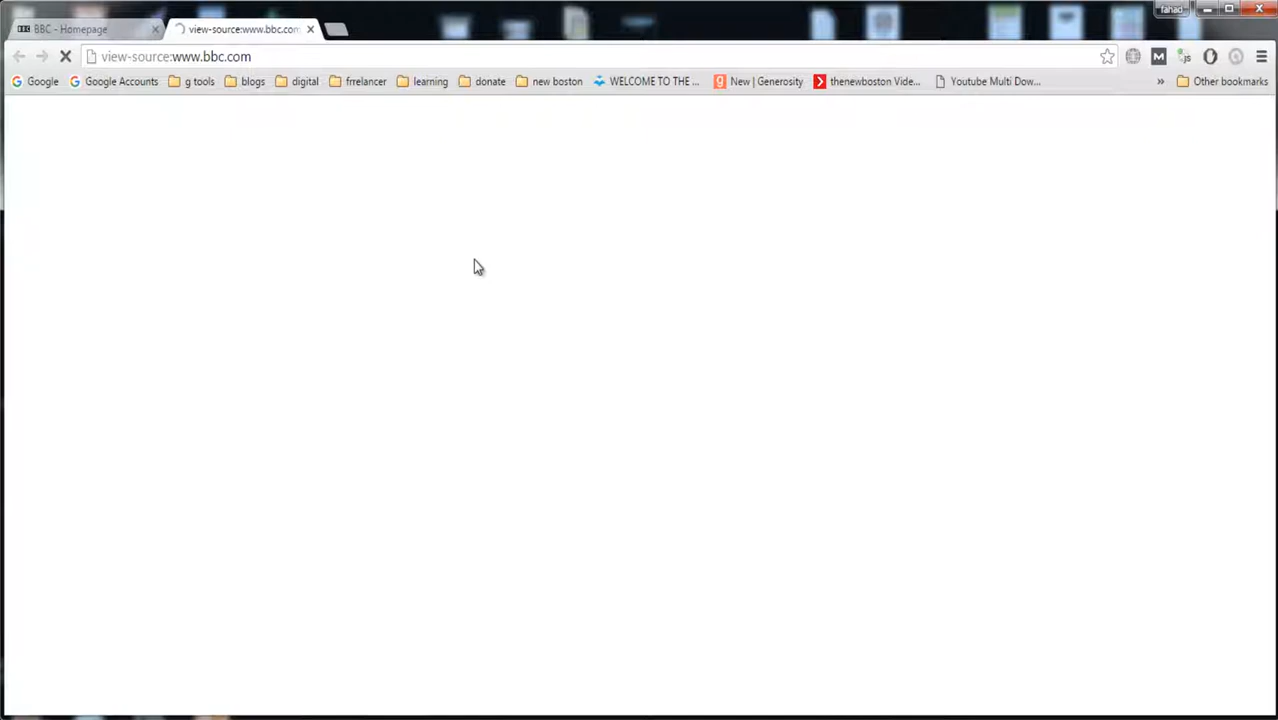 fahad
BBC - Homepage view-source:www.bbc.com
view-source:www.bbc.com
Google Google Accounts g tools blogs digital frrelancer learning donate new boston WELCOME TO THE ... New | Generosity thenewboston Vide... Youtube Multi Dow... » Other bookmarks